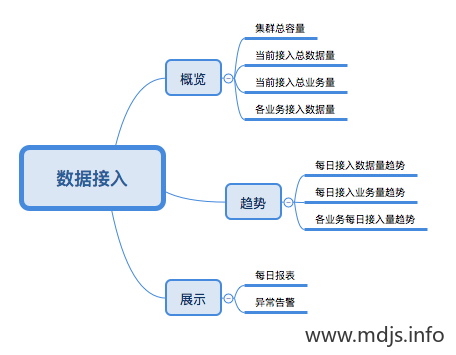 集群总容量
当前接入总数据量
概览
当前接入总业务量
各业务接入数据量
数据接入
每日接入数据量趋势
趋势
每日接入业务量趋势
各业务每日接入量趋势
每日报表
展示
异常告警
www.mdjs.info